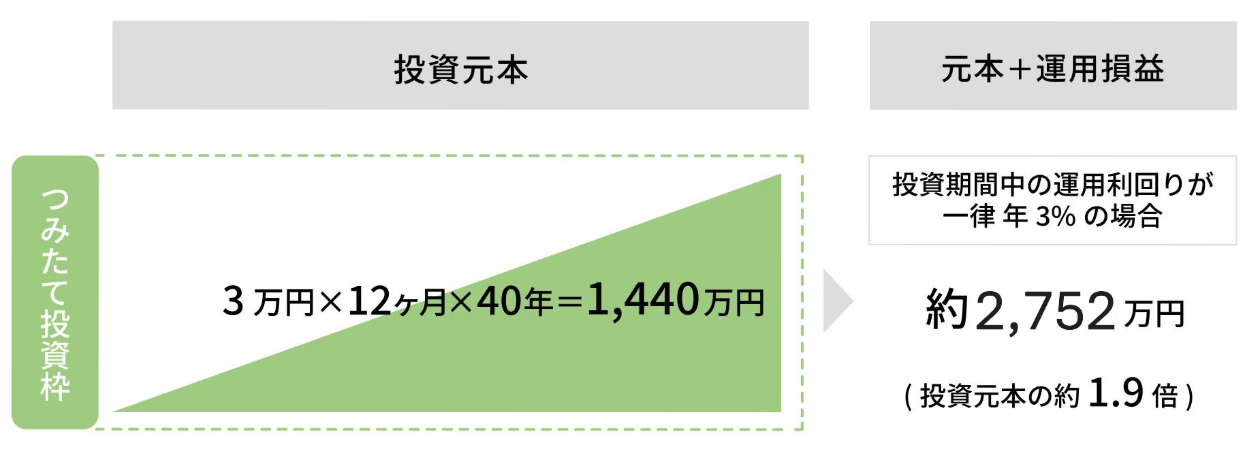 投資元本
元本＋運用損益
つみたて投資枠
3万円×12ヶ月×40年＝1,440万円
投資期間中の運用利回りが
一律 年 3% の場合
約2,752万円
( 投資元本の約 1.9 倍 )